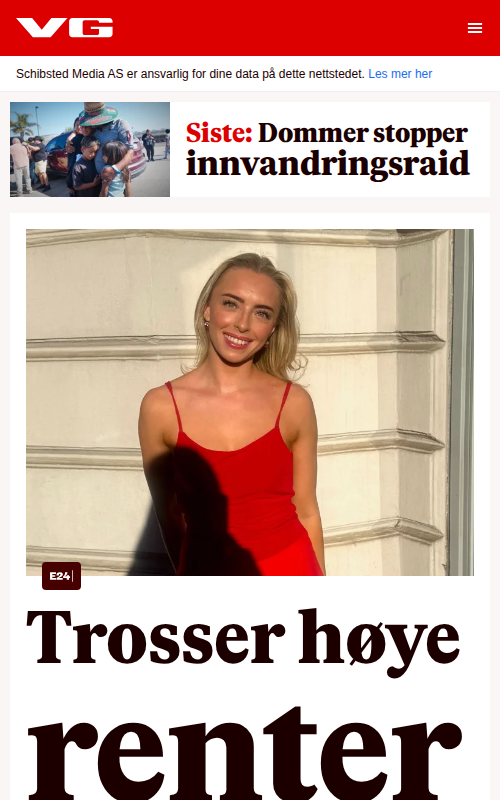 VG
Schibsted Media AS er ansvarlig for dine data på dette nettstedet. Les mer her
Siste: Dommer stopper
innvandringsraid
E24
Trosser høye
renter